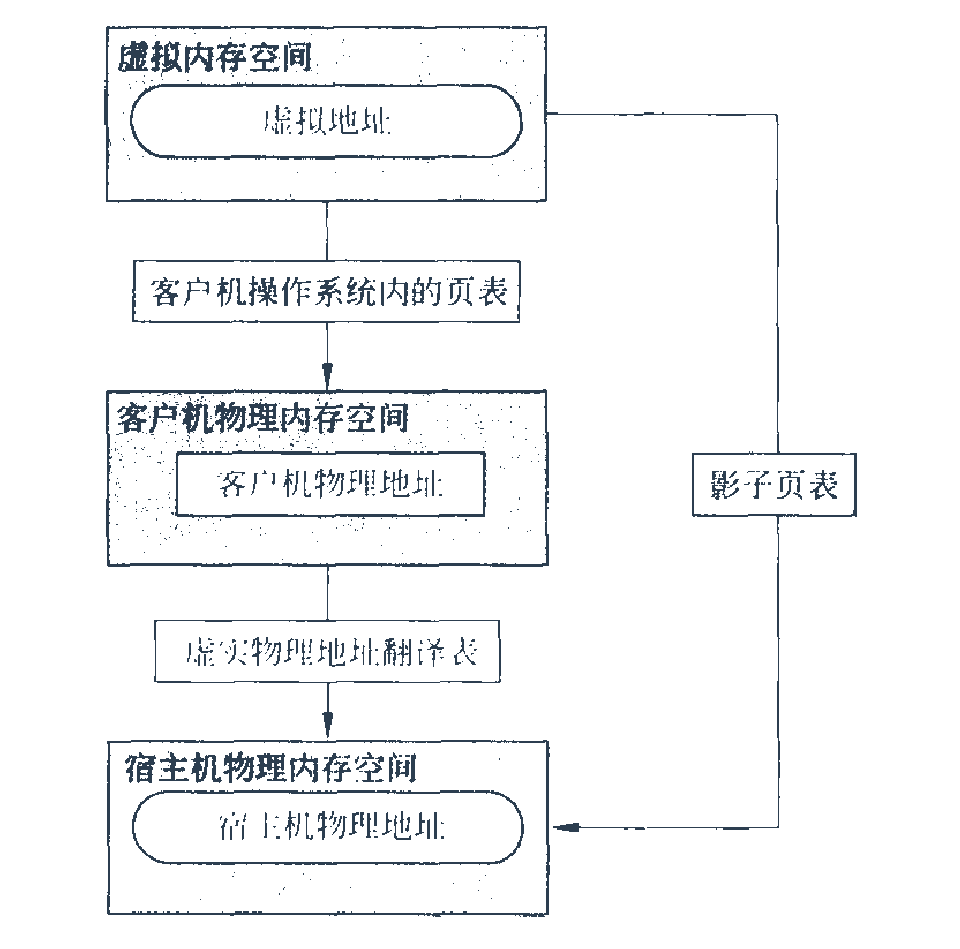 虚拟内存空间
虚拟地址
客户机操作系统内的页表
客户机物理内存空间
客户机物理地址
影子页表
虚实物理地址翻译表
宿主机物理内存空间
宿主机物理地址